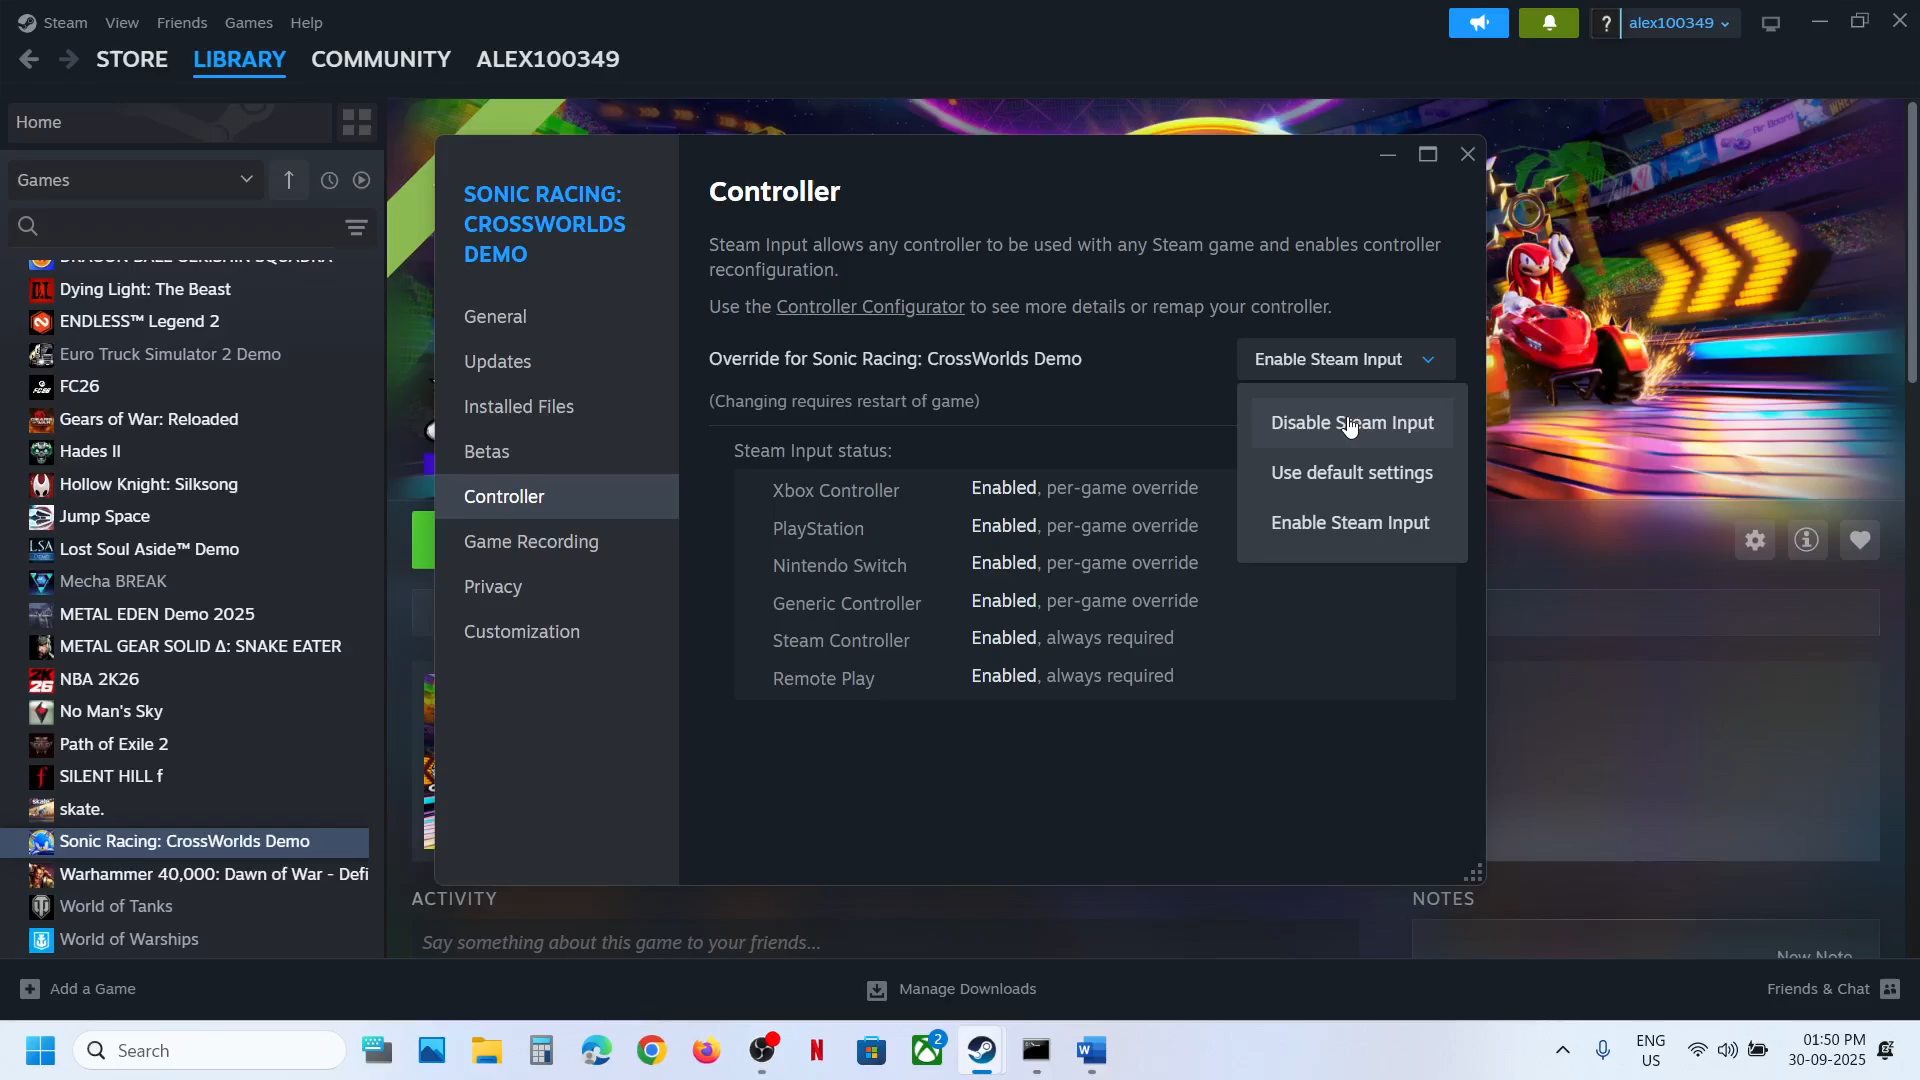 Steam View Friends Games Help
alex100349
STORE LIBRARY COMMUNITY ALEX100349
Home
Games
Dying Light: The Beast
ENDLESS™ Legend 2
Euro Truck Simulator 2 Demo
FC26
Gears of War: Reloaded
Hades II
Hollow Knight: Silksong
Jump Space
Lost Soul Aside™ Demo
Mecha BREAK
METAL EDEN Demo 2025
METAL GEAR SOLID Δ: SNAKE EATER
NBA 2K26
No Man's Sky
Path of Exile 2
SILENT HILL f
skate.
Sonic Racing: CrossWorlds Demo
Warhammer 40,000: Dawn of War - Defi
World of Tanks
World of Warships
SONIC RACING:
CROSSWORLDS
DEMO
General
Updates
Installed Files
Betas
Controller
Game Recording
Privacy
Customization
Controller
Steam Input allows any controller to be used with any Steam game and enables controller
reconfiguration.
Use the Controller Configurator to see more details or remap your controller.
Override for Sonic Racing: CrossWorlds Demo
Enable Steam Input
(Changing requires restart of game)
Disable Steam Input
Use default settings
Enable Steam Input
Steam Input status:
Xbox Controller Enabled, per-game override
PlayStation Enabled, per-game override
Nintendo Switch Enabled, per-game override
Generic Controller Enabled, per-game override
Steam Controller Enabled, always required
Remote Play Enabled, always required
ACTIVITY
Say something about this game to your friends...
NOTES
New Note
Add a Game
Manage Downloads
Friends & Chat
Search
2
ENG
US
01:50 PM
30-09-2025